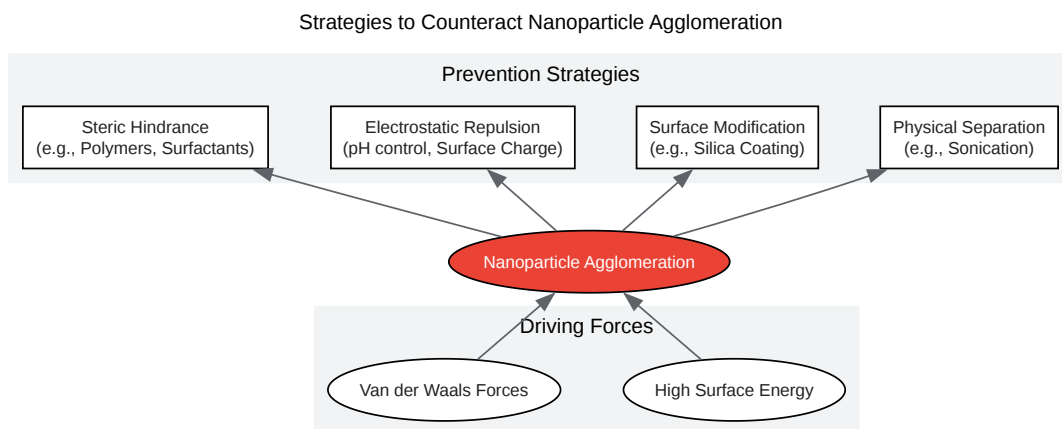 Strategies to Counteract Nanoparticle Agglomeration
Prevention Strategies
Steric Hindrance
(e.g., Polymers, Surfactants)
Electrostatic Repulsion
(pH control, Surface Charge)
Surface Modification
(e.g., Silica Coating)
Physical Separation
(e.g., Sonication)
Nanoparticle Agglomeration
Driving Forces
Van der Waals Forces
High Surface Energy